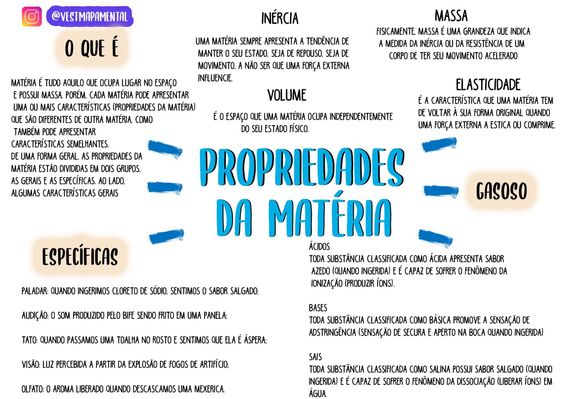 @VESTMAPAMENTAL
O QUE É
MATÉRIA É TUDO AQUILO QUE OCUPA LUGAR NO ESPAÇO
E POSSUI MASSA. PORÉM, CADA MATÉRIA PODE APRESENTAR
UMA OU MAIS CARACTERÍSTICAS (PROPRIEDADES DA MATÉRIA)
QUE SÃO DIFERENTES DE OUTRA MATÉRIA, COMO
TAMBÉM PODE APRESENTAR
CARACTERÍSTICAS SEMELHANTES.
DE UMA FORMA GERAL, AS PROPRIEDADES DA
MATÉRIA ESTÃO DIVIDIDAS EM DOIS GRUPOS,
AS GERAIS E AS ESPECÍFICAS. AO LADO,
ALGUMAS CARACTERÍSTICAS GERAIS
INÉRCIA
UMA MATÉRIA SEMPRE APRESENTA A TENDÊNCIA DE
MANTER O SEU ESTADO, SEJA DE REPOUSO, SEJA DE
MOVIMENTO, A NÃO SER QUE UMA FORÇA EXTERNA
INFLUENCIE.
VOLUME
É O ESPAÇO QUE UMA MATÉRIA OCUPA INDEPENDENTEMENTE
DO SEU ESTADO FÍSICO.
MASSA
FISICAMENTE, MASSA É UMA GRANDEZA QUE INDICA
A MEDIDA DA INÉRCIA OU DA RESISTÊNCIA DE UM
CORPO DE TER SEU MOVIMENTO ACELERADO
ELASTICIDADE
É A CARACTERÍSTICA QUE UMA MATÉRIA TEM
DE VOLTAR À SUA FORMA ORIGINAL QUANDO
UMA FORÇA EXTERNA A ESTICA OU COMPRIME.
PROPRIEDADES
DA MATÉRIA
GASOSO
ESPECÍFICAS
PALADAR: QUANDO INGERIMOS CLORETO DE SÓDIO, SENTIMOS O SABOR SALGADO;
AUDIÇÃO: O SOM PRODUZIDO PELO BIFE SENDO FRITO EM UMA PANELA;
TATO: QUANDO PASSAMOS UMA TOALHA NO ROSTO E SENTIMOS QUE ELA É ÁSPERA;
VISÃO: LUZ PERCEBIDA A PARTIR DA EXPLOSÃO DE FOGOS DE ARTIFÍCIO;
OLFATO: O AROMA LIBERADO QUANDO DESCASCAMOS UMA MEXERICA.
ÁCIDOS
TODA SUBSTÂNCIA CLASSIFICADA COMO ÁCIDA APRESENTA SABOR
AZEDO (QUANDO INGERIDA) E É CAPAZ DE SOFRER O FENÔMENO DA
IONIZAÇÃO (PRODUZIR ÍONS).
BASES
TODA SUBSTÂNCIA CLASSIFICADA COMO BÁSICA PROMOVE A SENSAÇÃO DE
ADSTRINGÊNCIA (SENSAÇÃO DE SECURA E APERTO NA BOCA QUANDO INGERIDA)
SAIS
TODA SUBSTÂNCIA CLASSIFICADA COMO SALINA POSSUI SABOR SALGADO (QUANDO
INGERIDA) E É CAPAZ DE SOFRER O FENÔMENO DA DISSOCIAÇÃO (LIBERAR ÍONS) EM
ÁGUA.